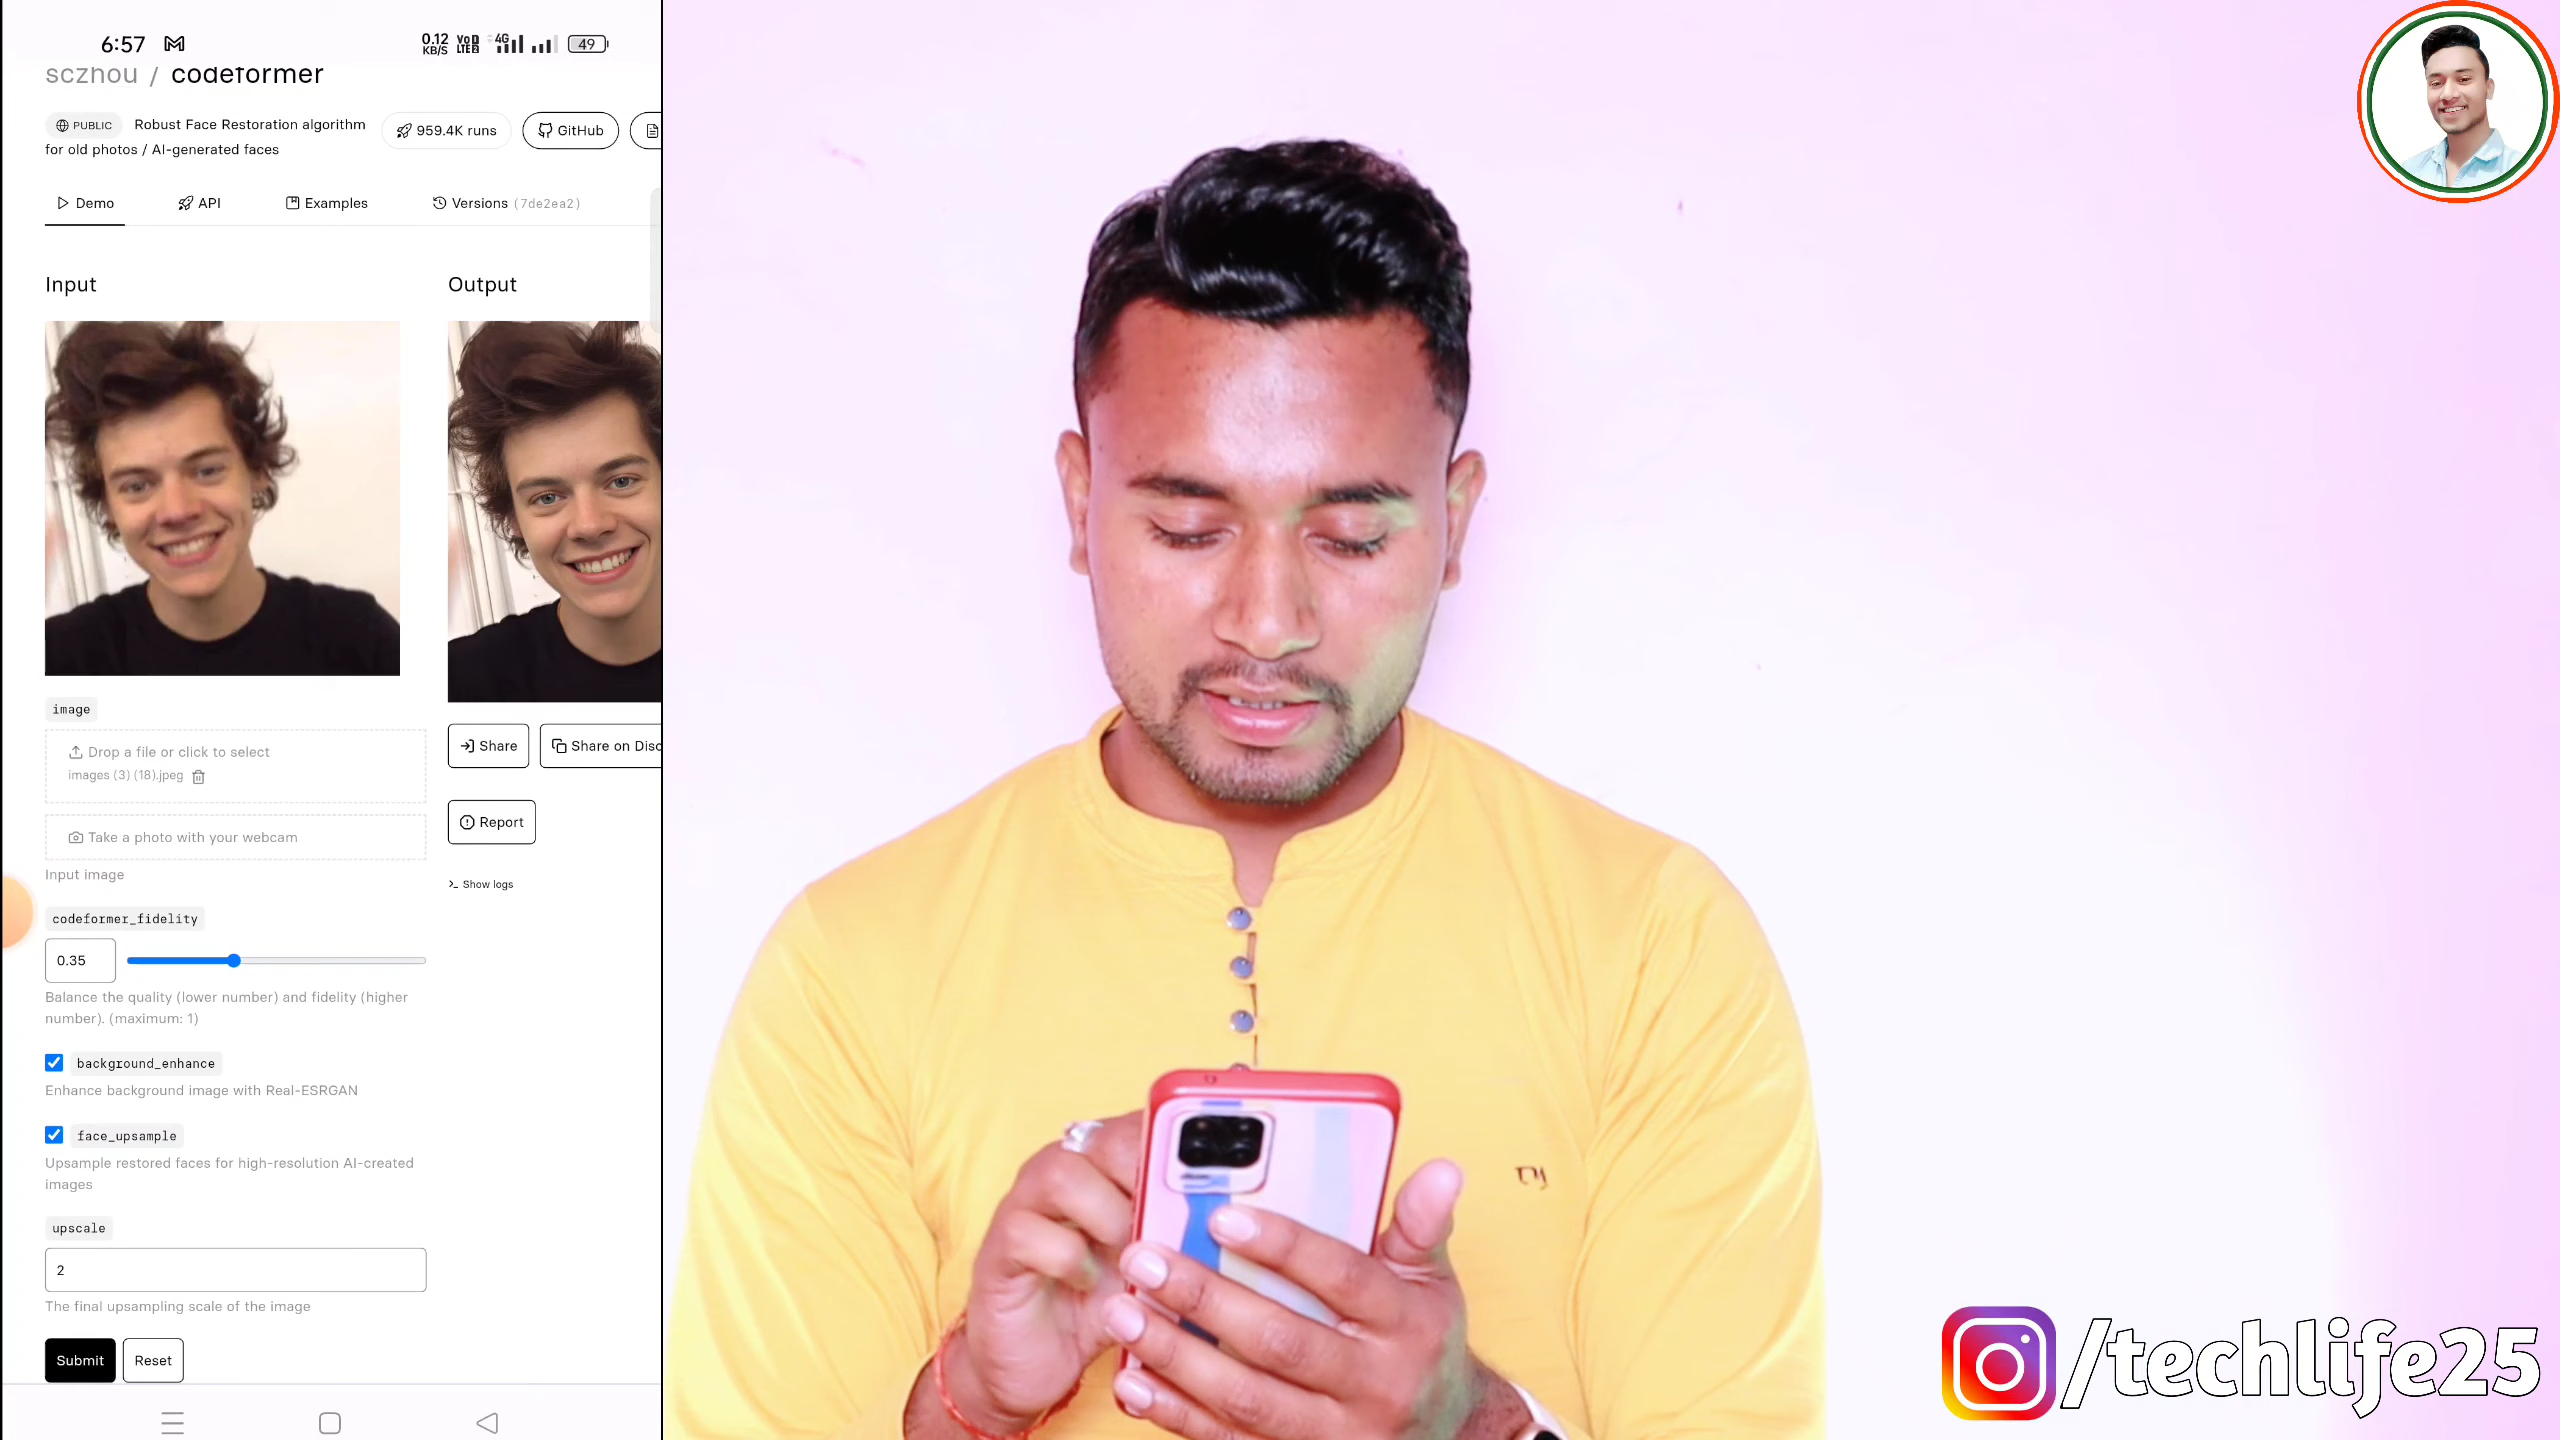 6:57
0.12 KB/S VoD LTE2 4G 49
sczhou / codeformer
PUBLIC Robust Face Restoration algorithm for old photos / AI-generated faces
959.4K runs
GitHub
Demo
API
Examples
Versions (7de2ea2)
Input
Output
image
Drop a file or click to select
images (3) (18).jpeg
Take a photo with your webcam
Input image
codeformer_fidelity
0.35
Balance the quality (lower number) and fidelity (higher
number). (maximum: 1)
background_enhance
Enhance background image with Real-ESRGAN
face_upsample
Upsample restored faces for high-resolution AI-created
images
upscale
2
The final upsampling scale of the image
Submit
Reset
Share
Share on Disc
Report
Show logs
/techlife25